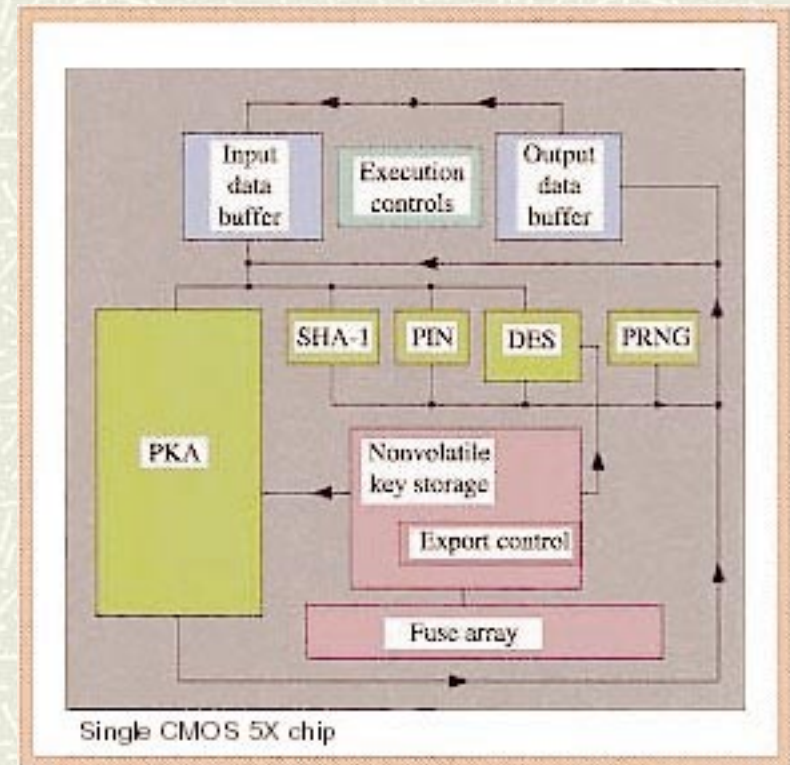 Input
data
buffer
Execution
controls
Output
data
buffer
SHA-1
PIN
DES
PRNG
PKA
Nonvolatile
key storage
Export control
Fuse array
Single CMOS 5X chip